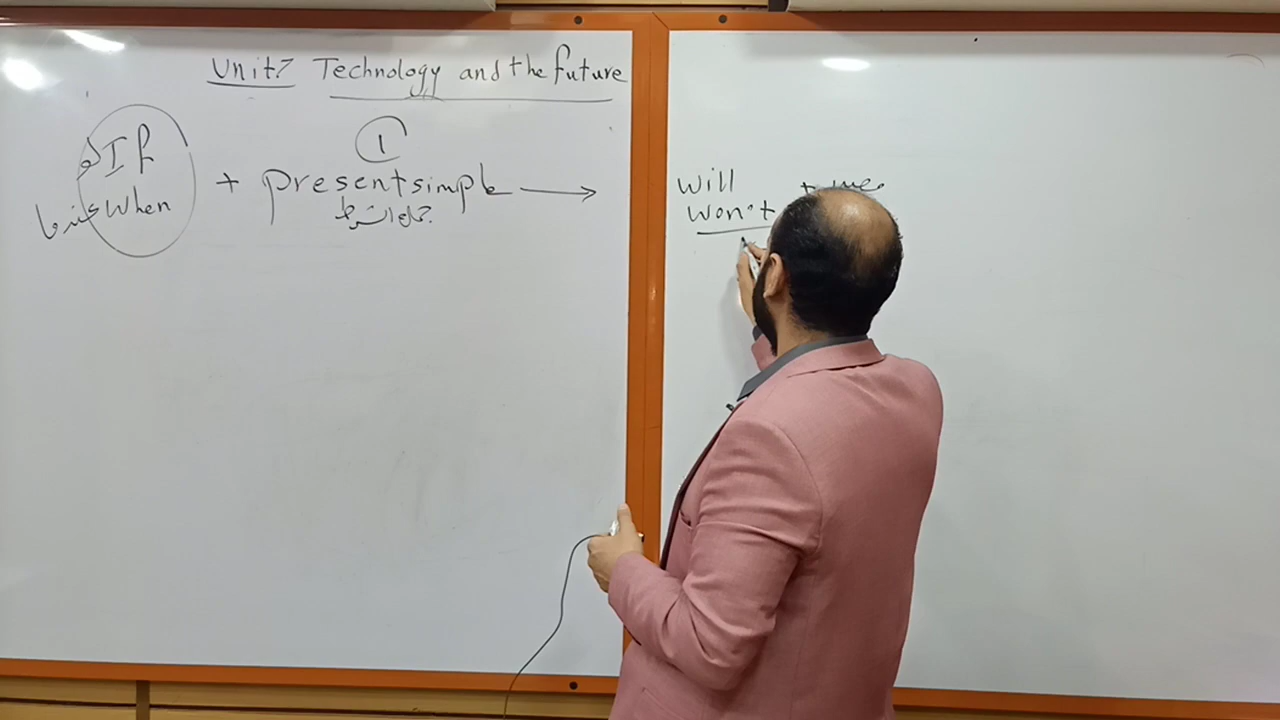 Unit7 Technology and the future
1
لو If
عندما when
+ present simple →
جملة الشرط
will
won't